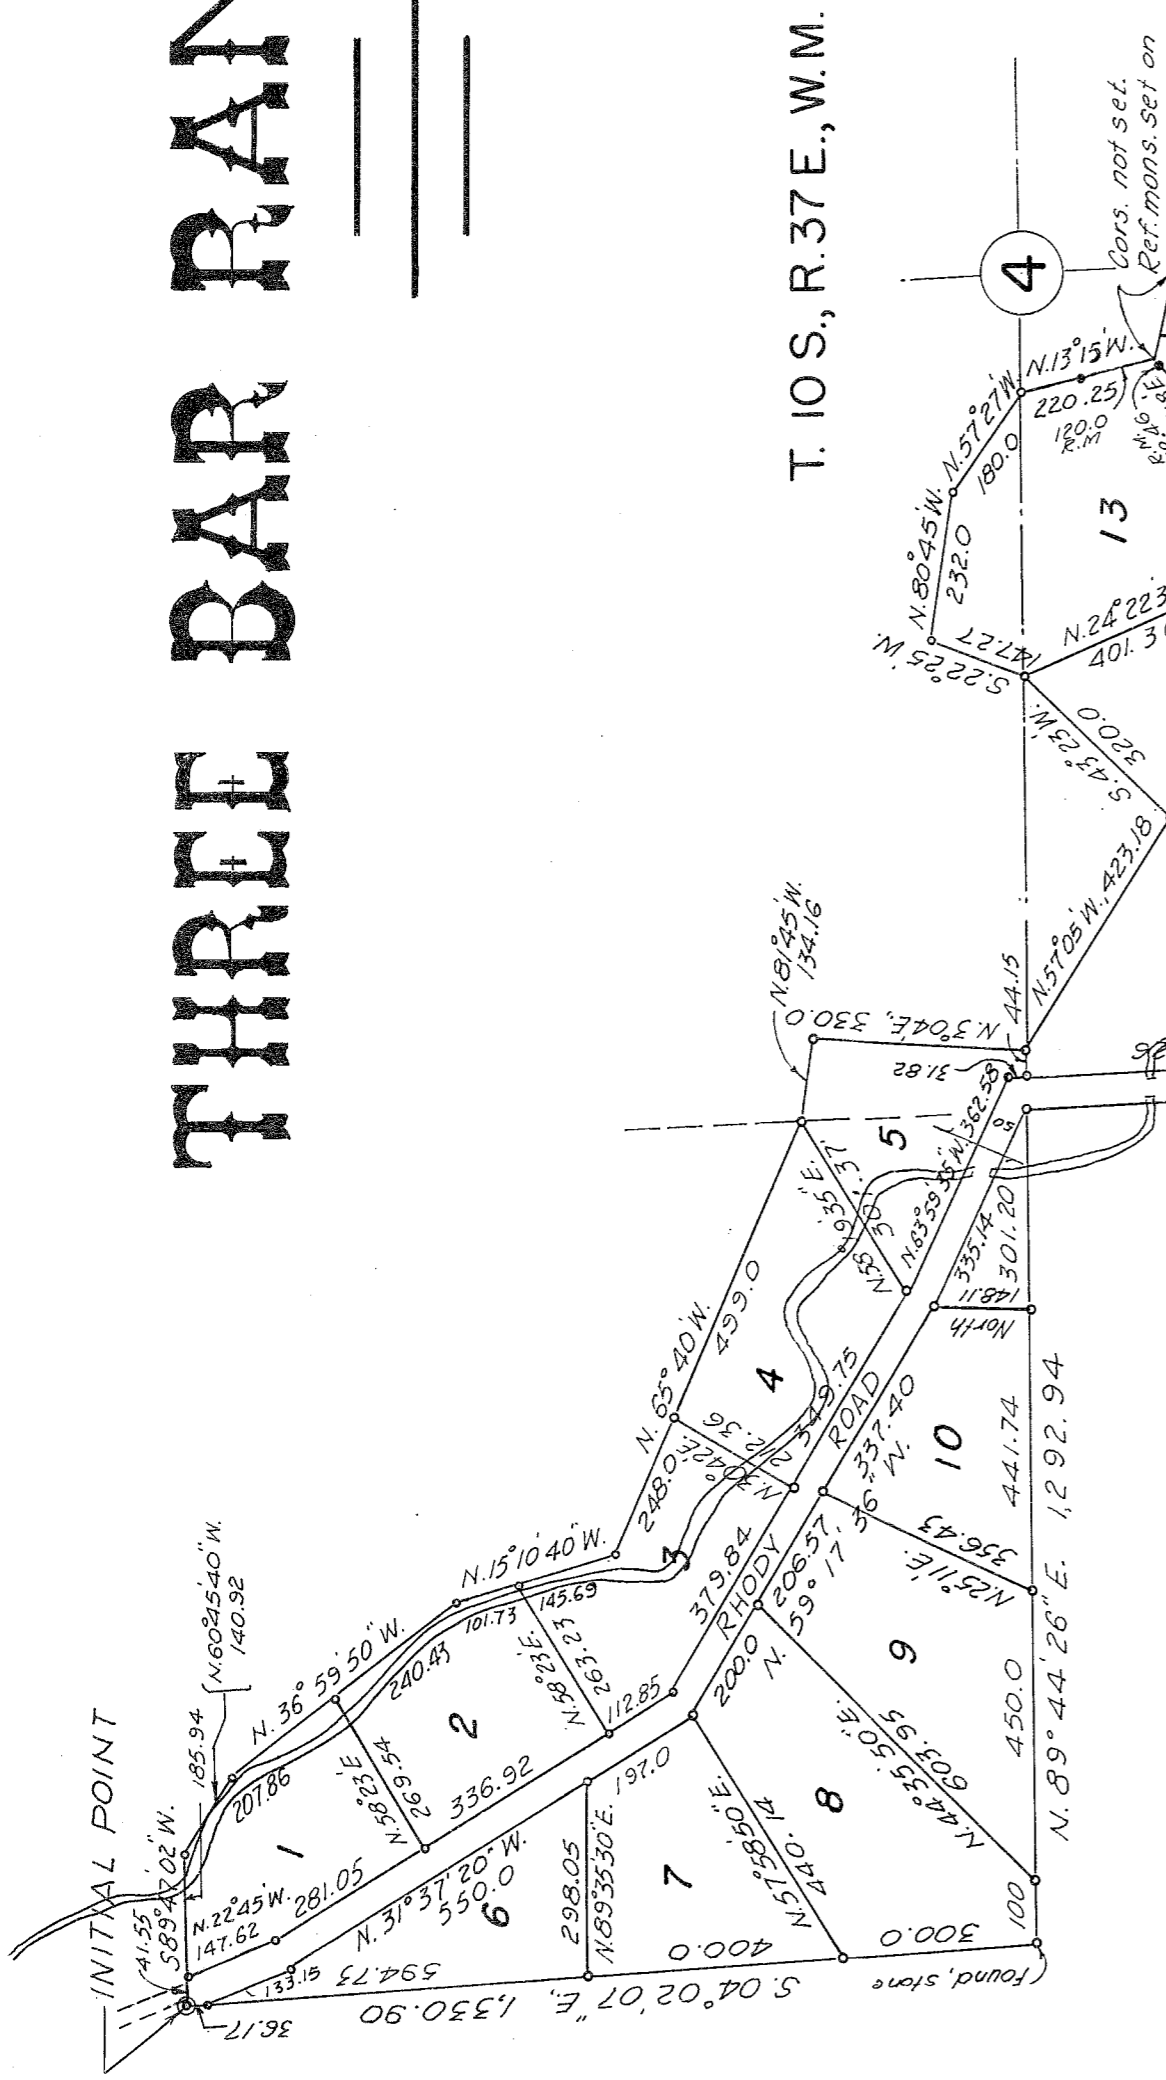 THREE BAR RAN
T. 10 S., R. 37 E., W.M.
4
Cors. not set.
Ref. mons. set on
N.13°15'W.
220.25
120.0
R.M
N.57°27'W.
180.0
N.80°45'W.
232.0
S.22°25'W.
147.27
13
N.24°22'3
401.3
S.43°23'W.
320.0
N.57°05'W., 423.18
44.15
N.81°45'W.
134.16
N.3°04'E., 330.0
31.82
5
N.63°59'35"W. 362.58
50
335.14
301.20
148.11
North
N.65°40'W.
499.0
248.0
4
N.30°42'E.
212.36
349.75
ROAD
337.40
10
441.74
N.89°44'26"E. 1,292.94
N.15°10'40"W.
3
145.69
101.73
379.84
RHODY
206.57
N. 59°17'36"W.
N.25°11'E.
356.43
9
450.0
N.44°35'50"E.
603.95
200.0
112.85
N.58°23'E.
263.23
N.36°59'50"W.
240.43
2
336.92
N.58°23'E.
269.54
207.86
N.60°45'40"W.
140.92
185.94
S89°47'02"W.
41.55
INITIAL POINT
1
N.22°45'W.
281.05
147.62
N.31°37'20"W.
550.0
6
197.0
298.05
N.89°35'30"E.
7
N.57°58'50"E.
440.14
8
133.15
36.17
594.73
400.0
300.0
S. 04°02'07"E., 1,330.90
100
(Found, stone